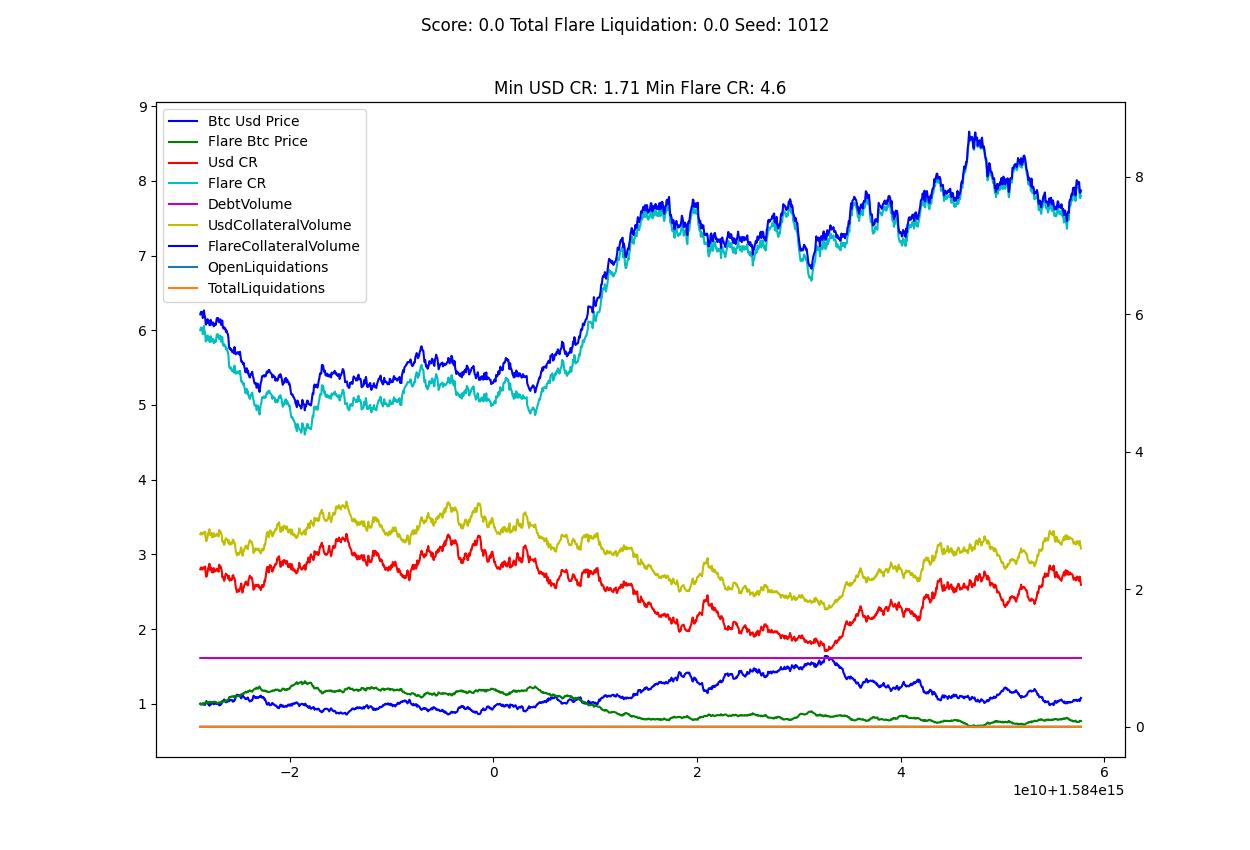 Score: 0.0 Total Flare Liquidation: 0.0 Seed: 1012
Min USD CR: 1.71 Min Flare CR: 4.6
Btc Usd Price
Flare Btc Price
Usd CR
Flare CR
DebtVolume
UsdCollateralVolume
FlareCollateralVolume
OpenLiquidations
TotalLiquidations
9
8
7
6
5
4
3
2
1
8
6
4
2
0
−2
0
2
4
6
1e10+1.584e15